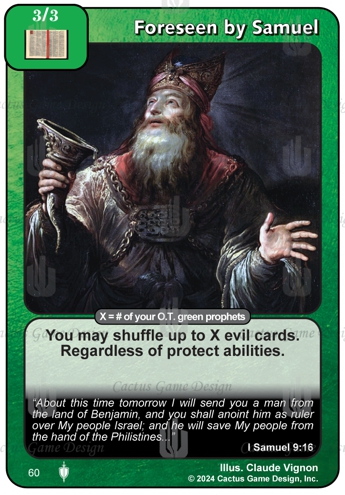 3/3
Foreseen by Samuel
X = # of your O.T. green prophets
You may shuffle up to X evil cards.
Regardless of protect abilities.
Cactus Game Design
"About this time tomorrow I will send you a man from
the land of Benjamin, and you shall anoint him as ruler
over My people Israel; and he will save My people from
the hand of the Philistines..."
I Samuel 9:16
Illus. Claude Vignon
60
© 2024 Cactus Game Design, Inc.